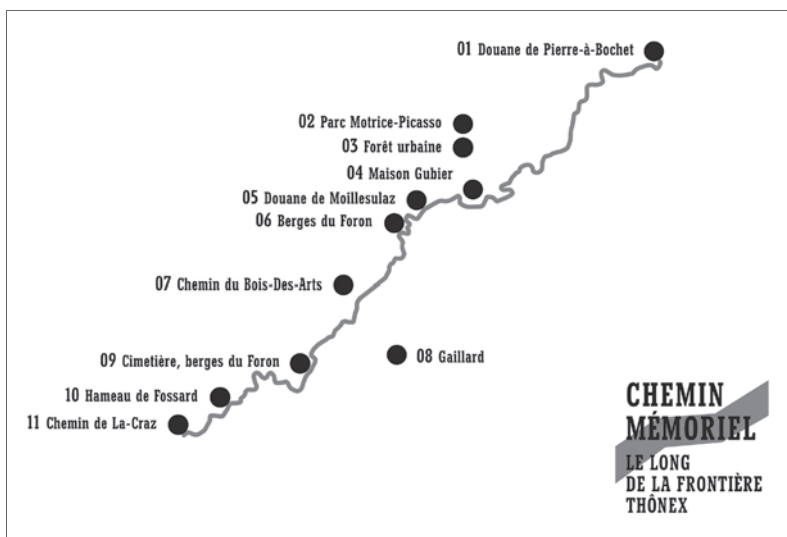 01 Douane de Pierre-à-Bochet
02 Parc Motrice-Picasso
03 Forêt urbaine
04 Maison Gubier
05 Douane de Moillesulaz
06 Berges du Foron
07 Chemin du Bois-Des-Arts
08 Gaillard
09 Cimetière, berges du Foron
10 Hameau de Fossard
11 Chemin de La-Craz
CHEMIN
MÉMORIEL
LE LONG
DE LA FRONTIÈRE
THÔNEX